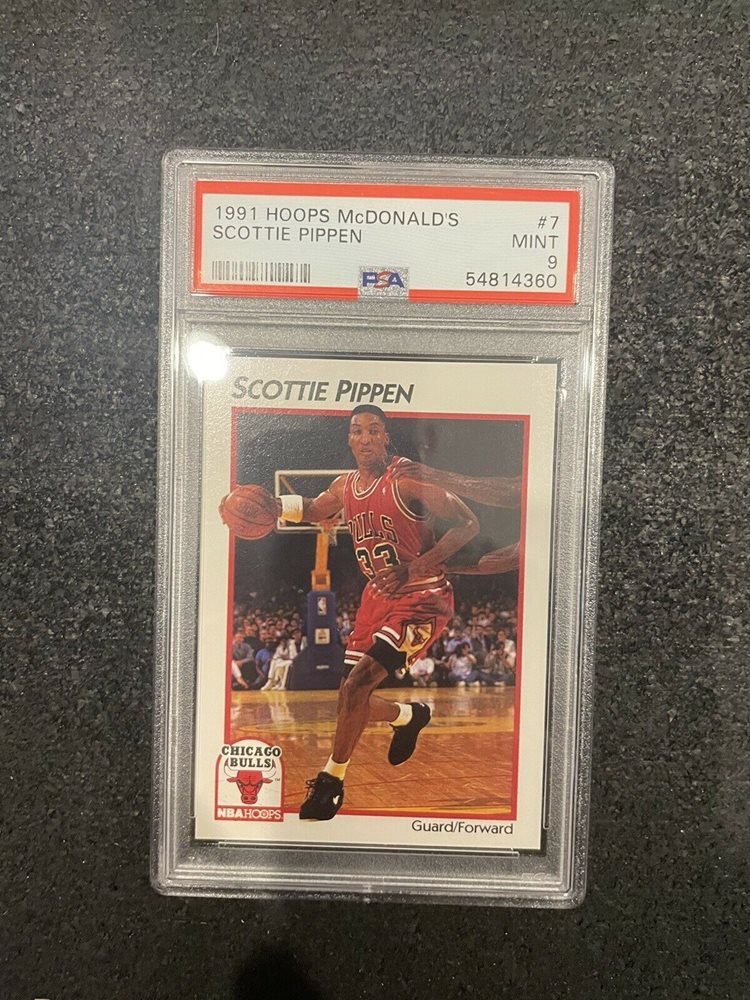 1991 HOOPS McDONALD'S #7
SCOTTIE PIPPEN MINT
9
PSA 54814360
SCOTTIE PIPPEN
BULLS
33
CHICAGO
BULLS
TM
NBA HOOPS
Guard/Forward